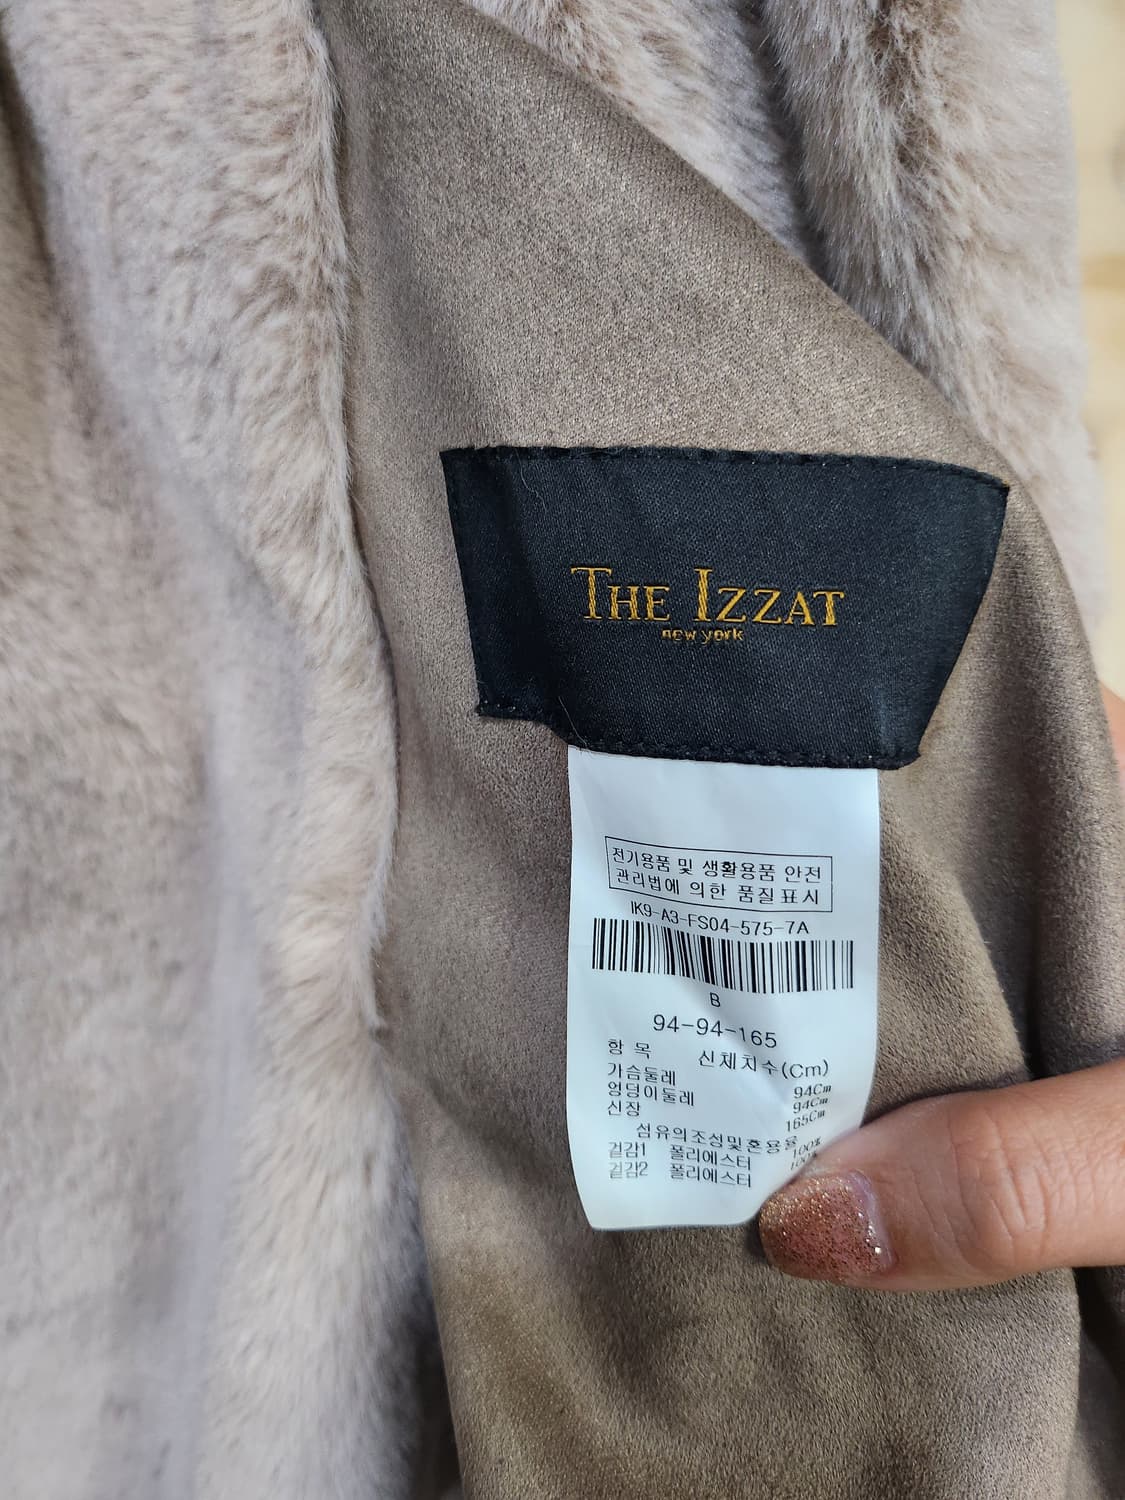 THE IZZAT
new york
전기용품 및 생활용품 안전
관리법에 의한 품질표시
IK9-A3-FS04-575-7A
B
94-94-165
항 목 신체치수(Cm)
가슴둘레 94Cm
엉덩이둘레 94Cm
신장 165Cm
섬유의조성및혼용율
겉감1 폴리에스터 100%
겉감2 폴리에스터